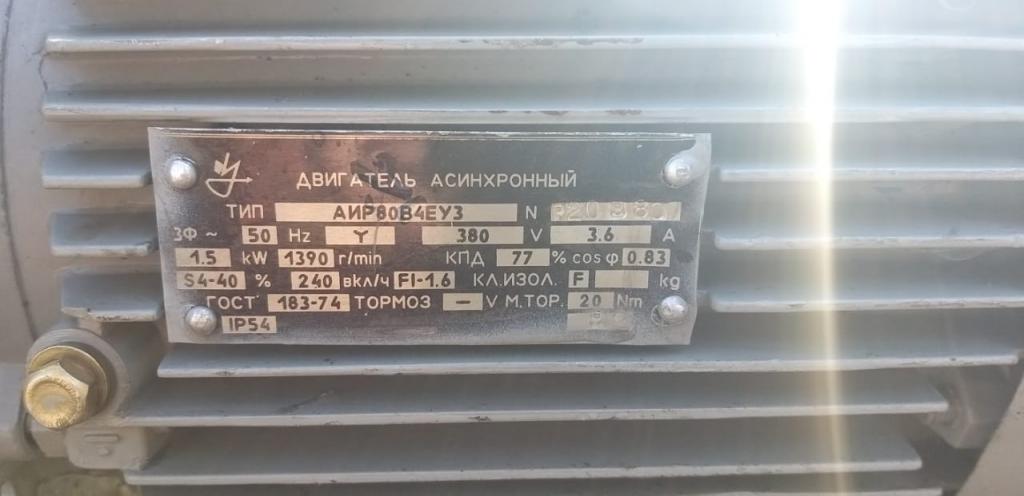 ДВИГАТЕЛЬ АСИНХРОННЫЙ
ТИП АИР80В4ЕУ3 N
3Ф ~ 50 Hz Y 380 V 3.6 A
1.5 kW 1390 r/min КПД 77 % cos φ 0.83
S4-40 % 240 вкл/ч FI-1.6 КЛ.ИЗОЛ. F kg
ГОСТ 183-74 ТОРМОЗ — V М.ТОР. 20 Nm
IP54